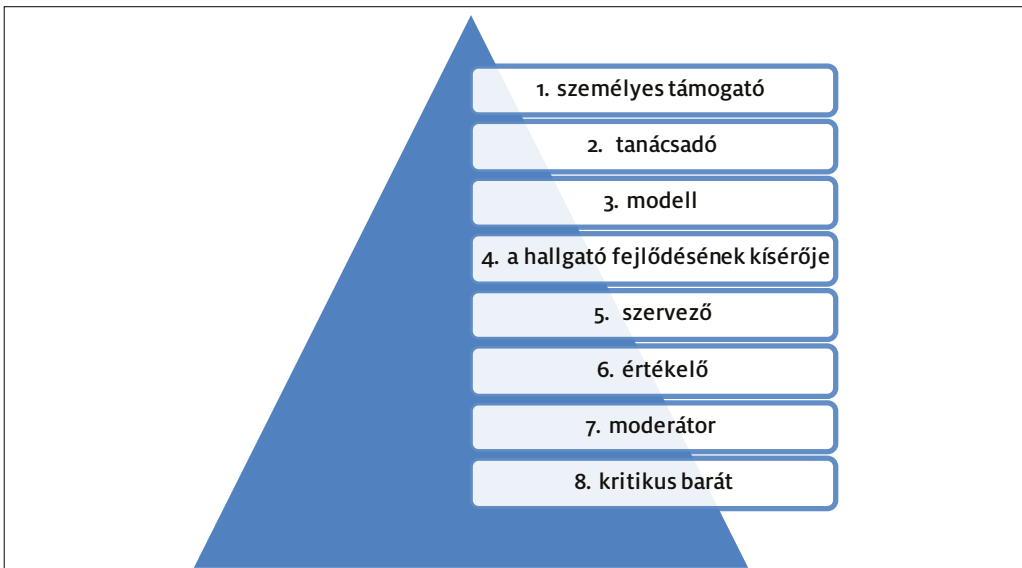 1. személyes támogató
2. tanácsadó
3. modell
4. a hallgató fejlődésének kísérője
5. szervező
6. értékelő
7. moderátor
8. kritikus barát